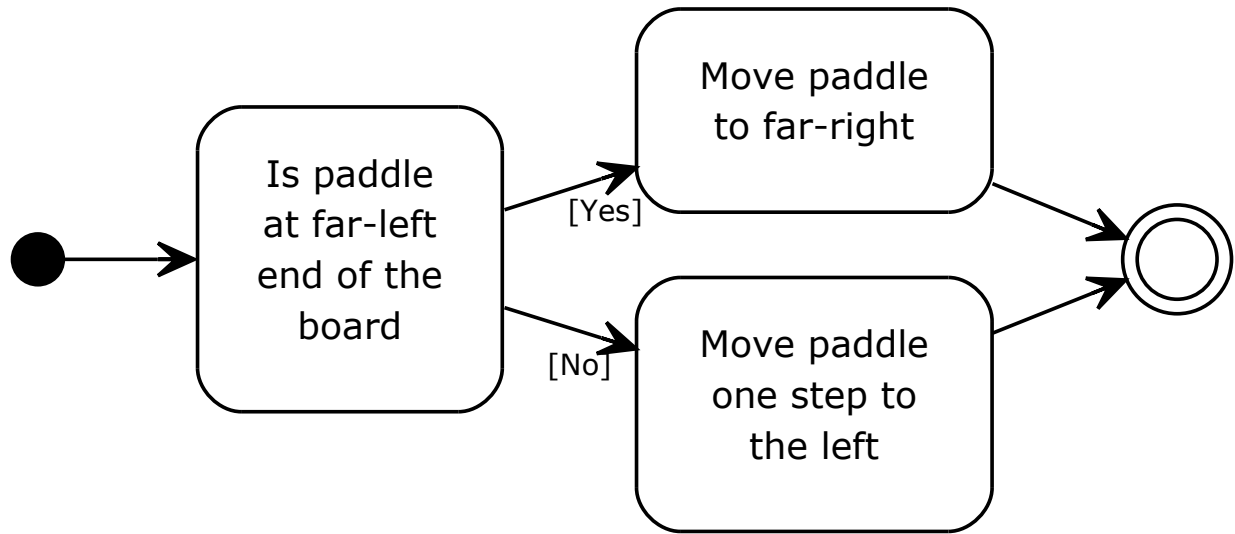 Is paddle
at far-left
end of the
board
[Yes]
Move paddle
to far-right
[No]
Move paddle
one step to
the left